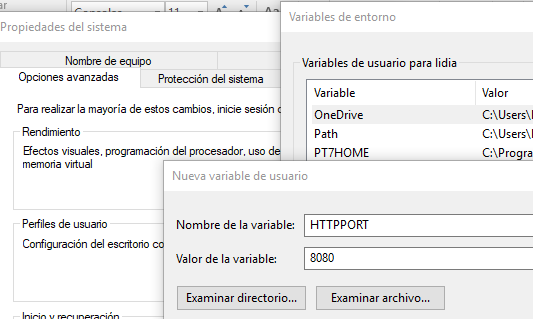 11
Propiedades del sistema
Nombre de equipo
Opciones avanzadas
Protección del sistema
Para realizar la mayoría de estos cambios, inicie sesión
Rendimiento
Efectos visuales, programación del procesador, uso de
memoria virtual
Perfiles de usuario
Configuración del escritorio
Inicio y recuperación
Variables de entorno
Variables de usuario para lidia
Variable Valor
OneDrive C:\Users\
Path C:\Users\
PT7HOME C:\Progra
Nueva variable de usuario
Nombre de la variable: HTTPPORT
Valor de la variable: 8080
Examinar directorio... Examinar archivo...